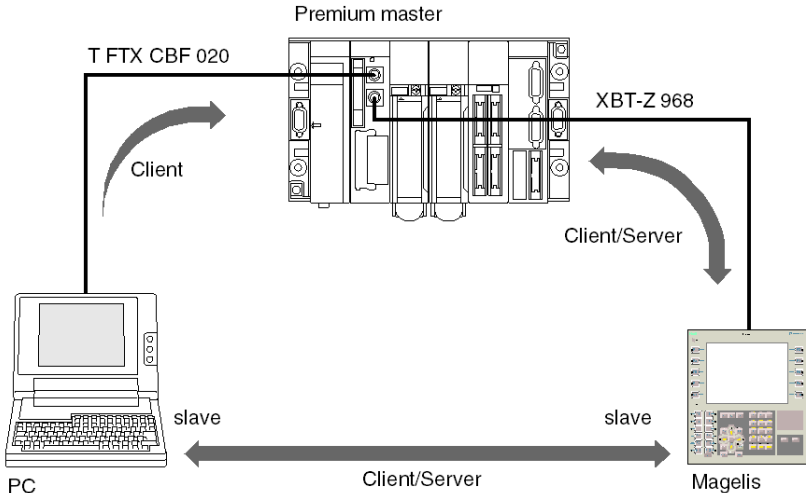 Premium master
T FTX CBF 020
XBT-Z 968
Client
Client/Server
slave
slave
Client/Server
PC
Magelis